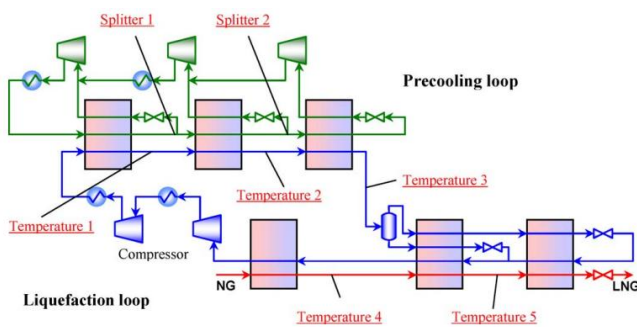 Splitter 1
Splitter 2
Precooling loop
Temperature 1
Temperature 2
Temperature 3
Compressor
Liquefaction loop
NG
LNG
Temperature 4
Temperature 5